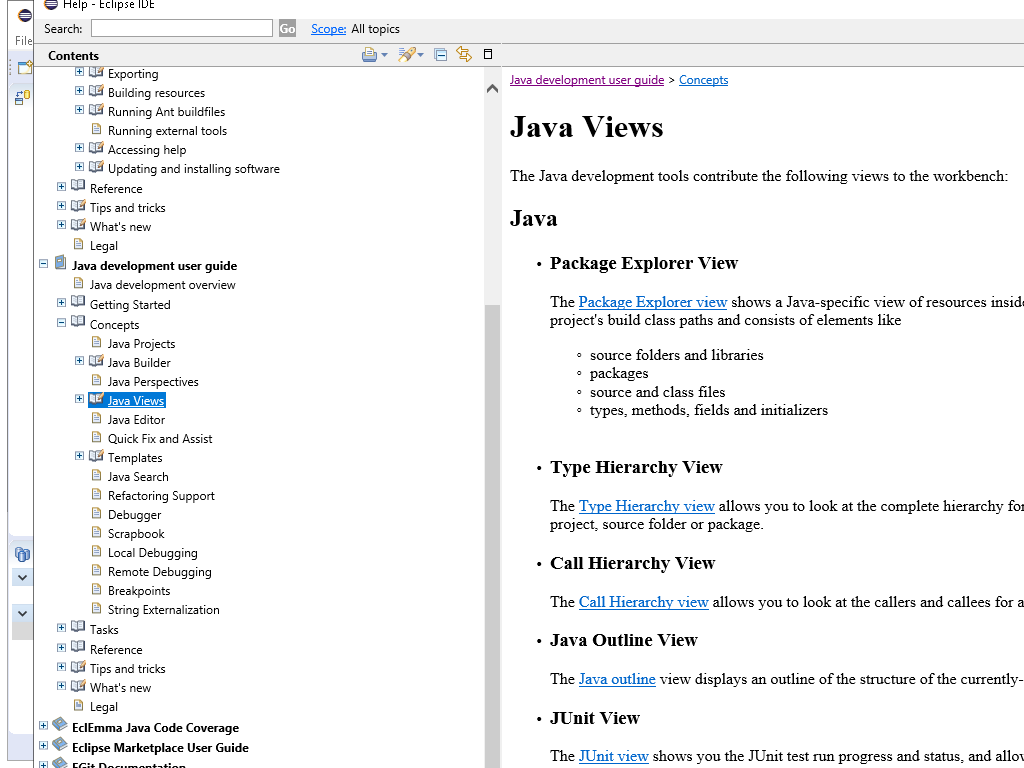 Help - Eclipse IDE
File
Search:
Go
Scope: All topics
Contents
Exporting
Building resources
Running Ant buildfiles
Running external tools
Accessing help
Updating and installing software
Reference
Tips and tricks
What's new
Legal
Java development user guide
Java development overview
Getting Started
Concepts
Java Projects
Java Builder
Java Perspectives
Java Views
Java Editor
Quick Fix and Assist
Templates
Java Search
Refactoring Support
Debugger
Scrapbook
Local Debugging
Remote Debugging
Breakpoints
String Externalization
Tasks
Reference
Tips and tricks
What's new
Legal
EclEmma Java Code Coverage
Eclipse Marketplace User Guide
EGit Documentation
Java development user guide > Concepts
Java Views
The Java development tools contribute the following views to the workbench:
Java
• Package Explorer View
The Package Explorer view shows a Java-specific view of resources inside
project's build class paths and consists of elements like
◦ source folders and libraries
◦ packages
◦ source and class files
◦ types, methods, fields and initializers
• Type Hierarchy View
The Type Hierarchy view allows you to look at the complete hierarchy for
project, source folder or package.
• Call Hierarchy View
The Call Hierarchy view allows you to look at the callers and callees for a
• Java Outline View
The Java outline view displays an outline of the structure of the currently-
• JUnit View
The JUnit view shows you the JUnit test run progress and status, and